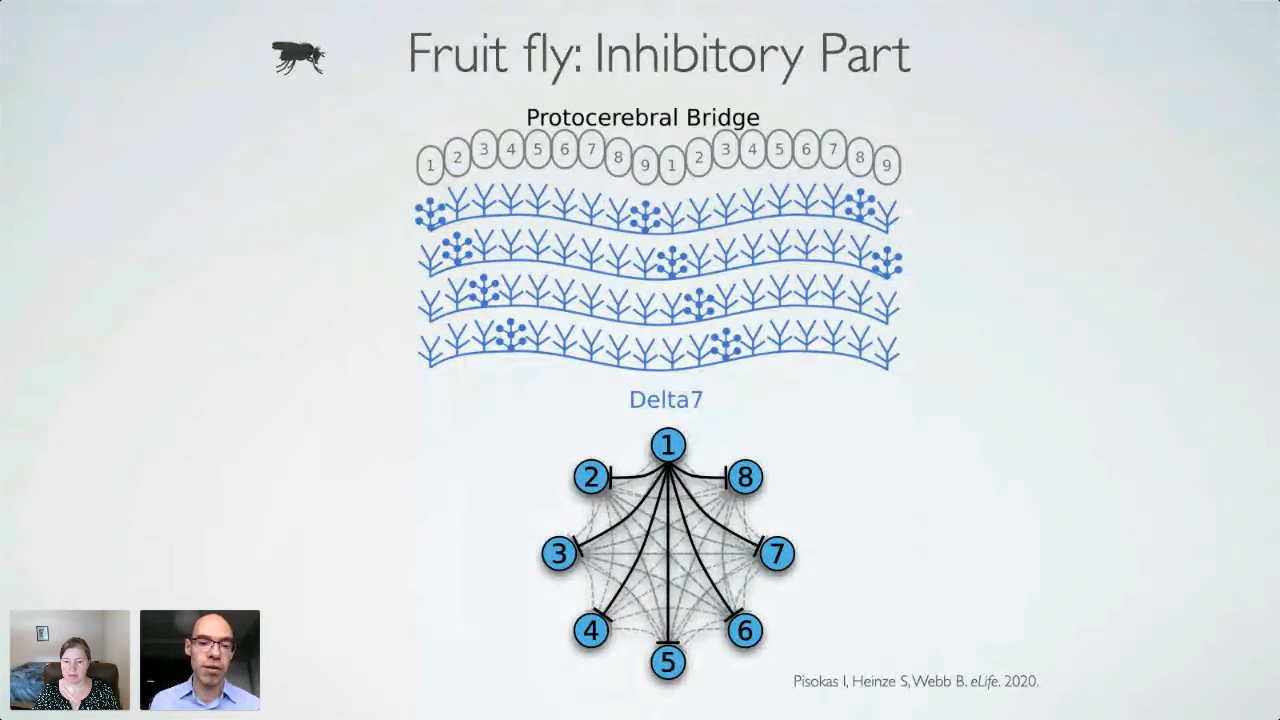 Fruit fly: Inhibitory Part
Protocerebral Bridge
1 2 3 4 5 6 7 8 9 1 2 3 4 5 6 7 8 9
Delta7
1
2 8
3 7
4 6
5
Pisokas I, Heinze S, Webb B. eLife. 2020.